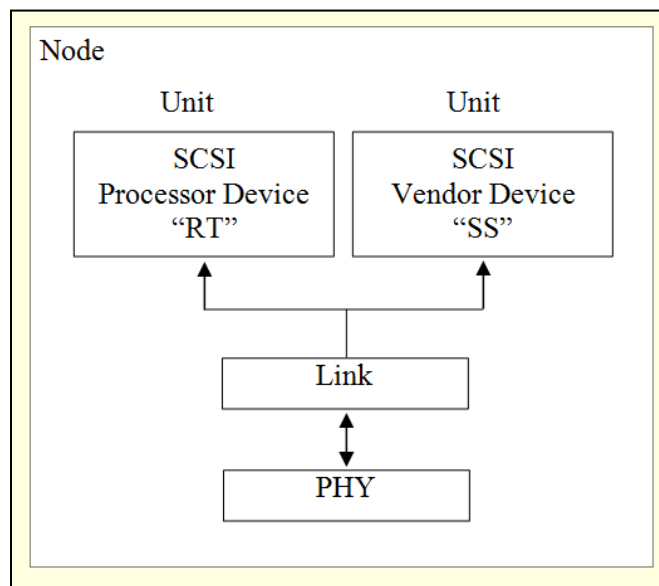 Node
Unit
Unit
SCSI
Processor Device
“RT”
SCSI
Vendor Device
“SS”
Link
PHY